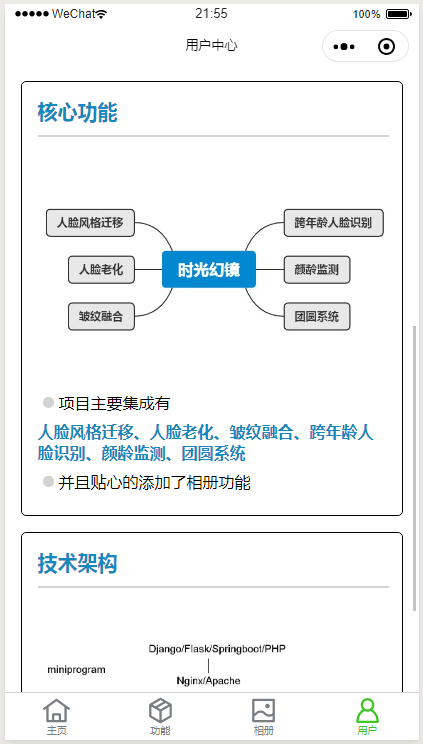 WeChat 21:55 100%
用户中心
核心功能
人脸风格迁移
跨年龄人脸识别
人脸老化
时光幻镜
颜龄监测
皱纹融合
团圆系统
项目主要集成有
人脸风格迁移、人脸老化、皱纹融合、跨年龄人
脸识别、颜龄监测、团圆系统
并且贴心的添加了相册功能
技术架构
Django/Flask/Springboot/PHP
miniprogram
Nginx/Apache
主页 功能 相册 用户